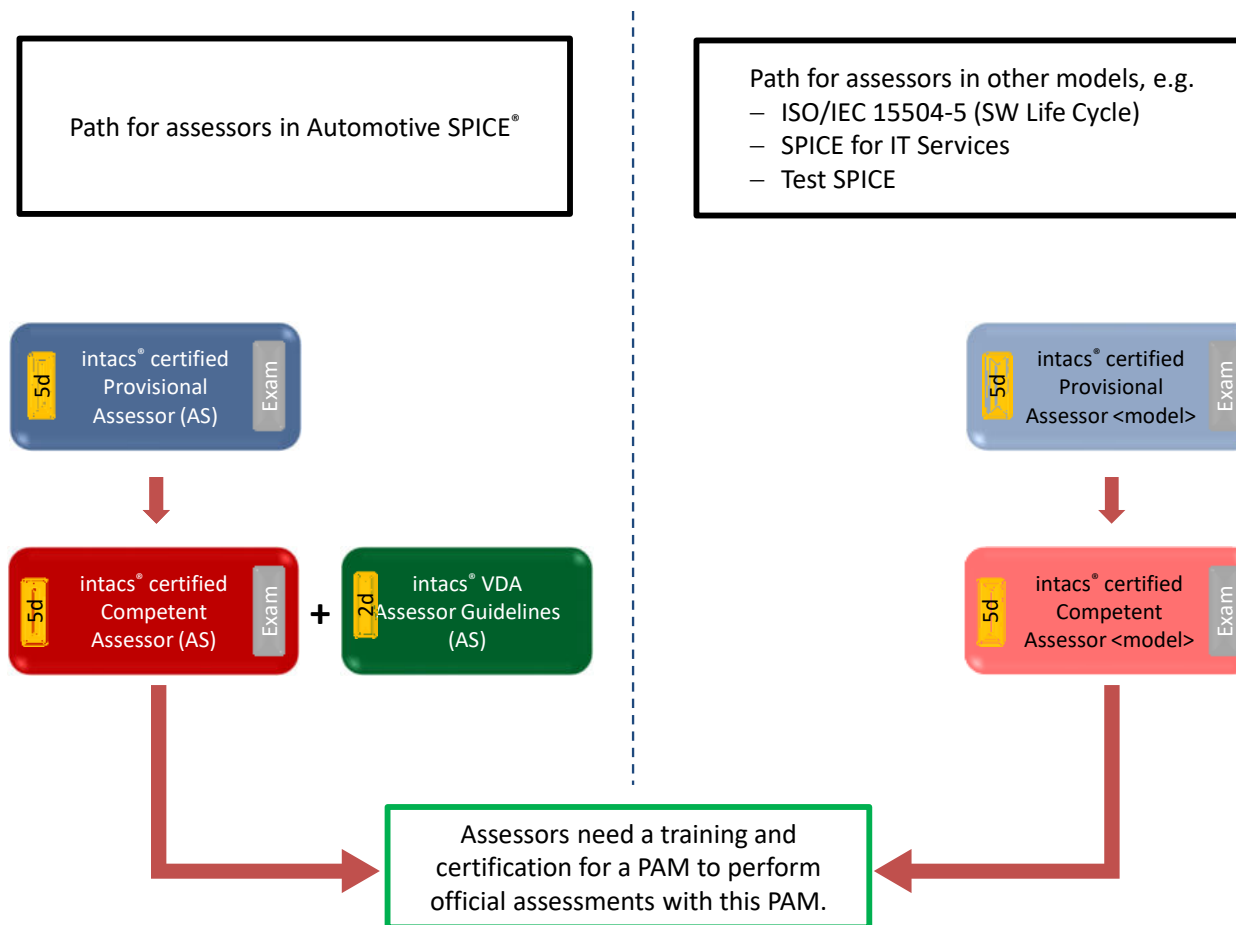 Path for assessors in Automotive SPICE®
Path for assessors in other models, e.g.
– ISO/IEC 15504-5 (SW Life Cycle)
– SPICE for IT Services
– Test SPICE
5d
intacs® certified
Provisional
Assessor (AS)
Exam
5d
intacs® certified
Provisional
Assessor <model>
Exam
5d
intacs® certified
Competent
Assessor (AS)
Exam
+
2d
intacs® VDA
Assessor Guidelines
(AS)
5d
intacs® certified
Competent
Assessor <model>
Exam
Assessors need a training and
certification for a PAM to perform
official assessments with this PAM.